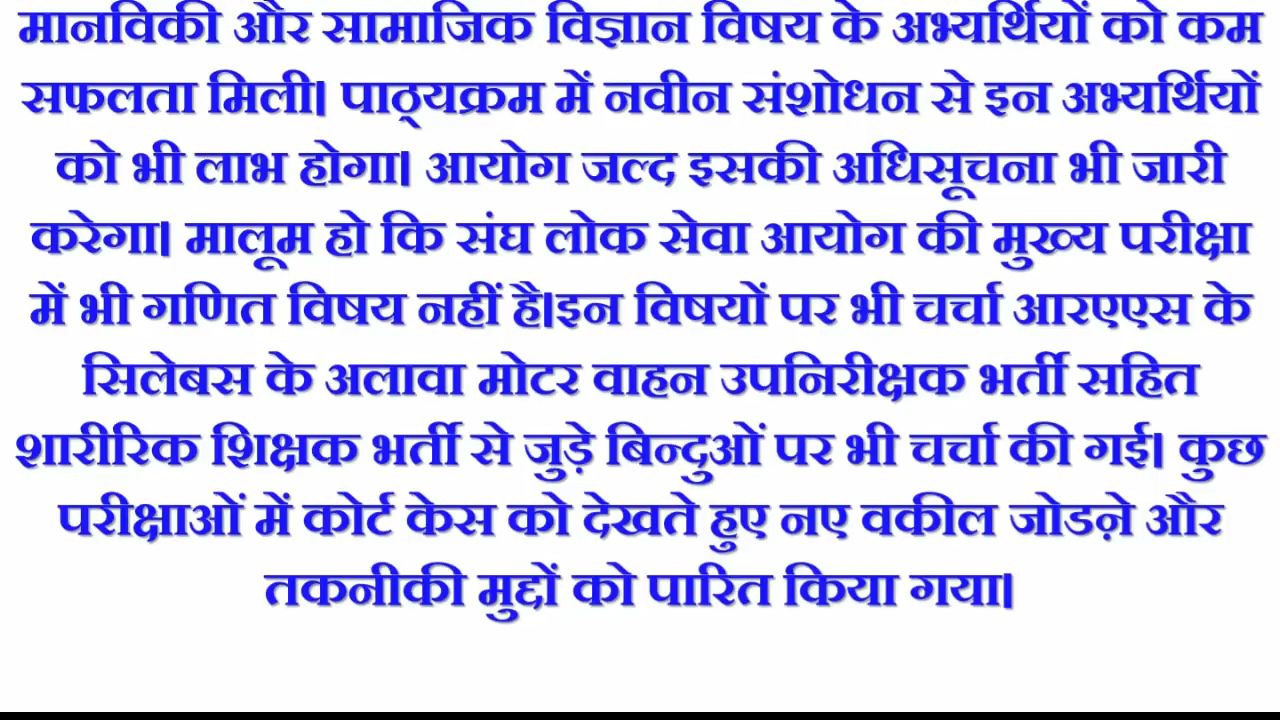 मानविकी और सामाजिक विज्ञान विषय के अभ्यर्थियों को कम
सफलता मिली। पाठ्यक्रम में नवीन संशोधन से इन अभ्यर्थियों
को भी लाभ होगा। आयोग जल्द इसकी अधिसूचना भी जारी
करेगा। मालूम हो कि संघ लोक सेवा आयोग की मुख्य परीक्षा
में भी गणित विषय नहीं है।इन विषयों पर भी चर्चा आरएएस के
सिलेबस के अलावा मोटर वाहन उपनिरीक्षक भर्ती सहित
शारीरिक शिक्षक भर्ती से जुड़े बिन्दुओं पर भी चर्चा की गई। कुछ
परीक्षाओं में कोर्ट केस को देखते हुए नए वकील जोडऩे और
तकनीकी मुद्दों को पारित किया गया।